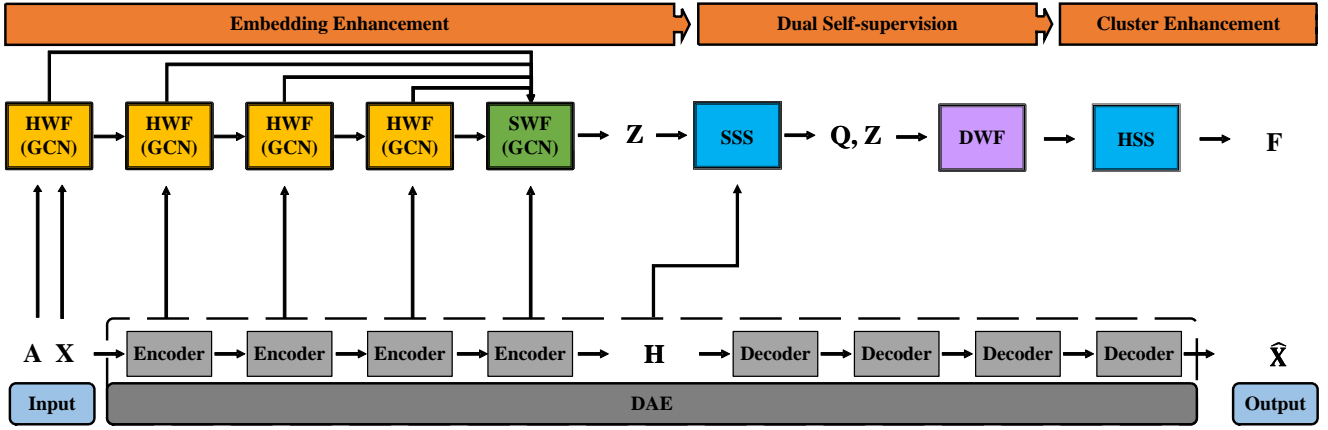 Embedding Enhancement
Dual Self-supervision
Cluster Enhancement
HWF
(GCN)
HWF
(GCN)
HWF
(GCN)
HWF
(GCN)
SWF
(GCN)
Z
SSS
Q, Z
DWF
HSS
F
A
X
Encoder
Encoder
Encoder
Encoder
H
Decoder
Decoder
Decoder
Decoder
X̂
Input
DAE
Output